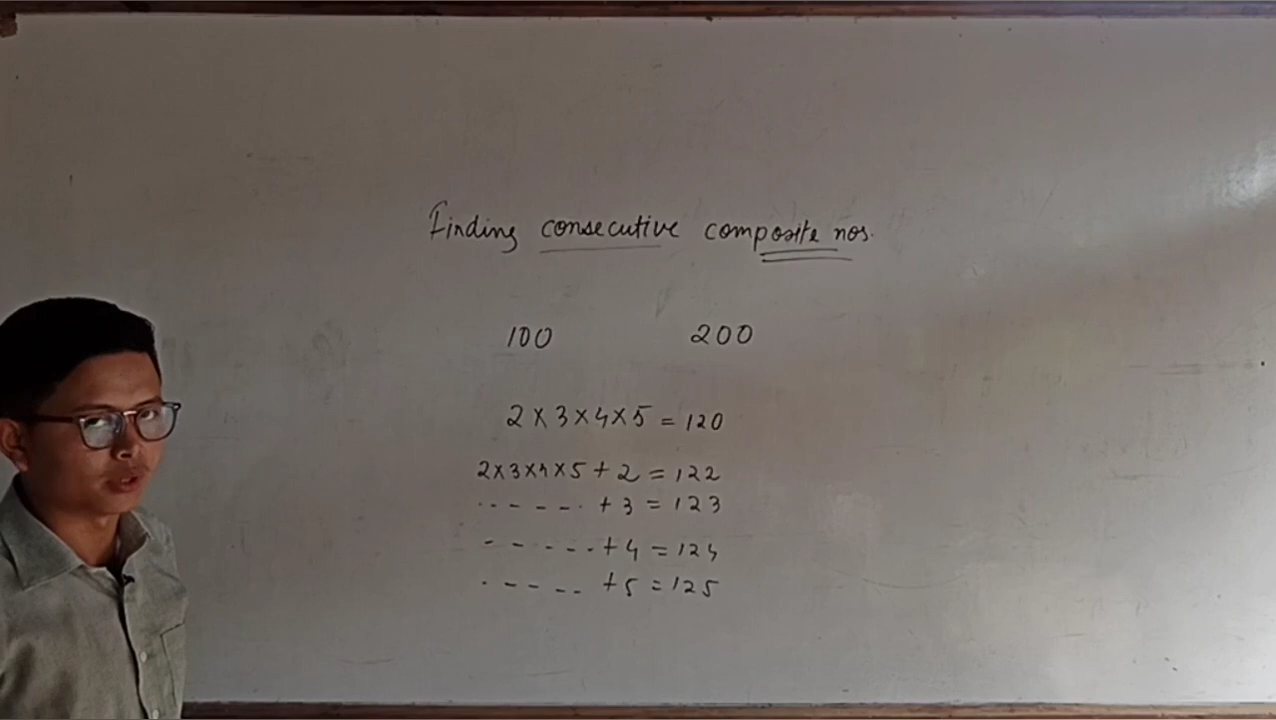 Finding consecutive composite nos.
100 200
2 × 3 × 4 × 5 = 120
2×3×4×5 + 2 = 122
- - - - - - + 3 = 123
- - - - - + 4 = 124
- - - - - + 5 = 125